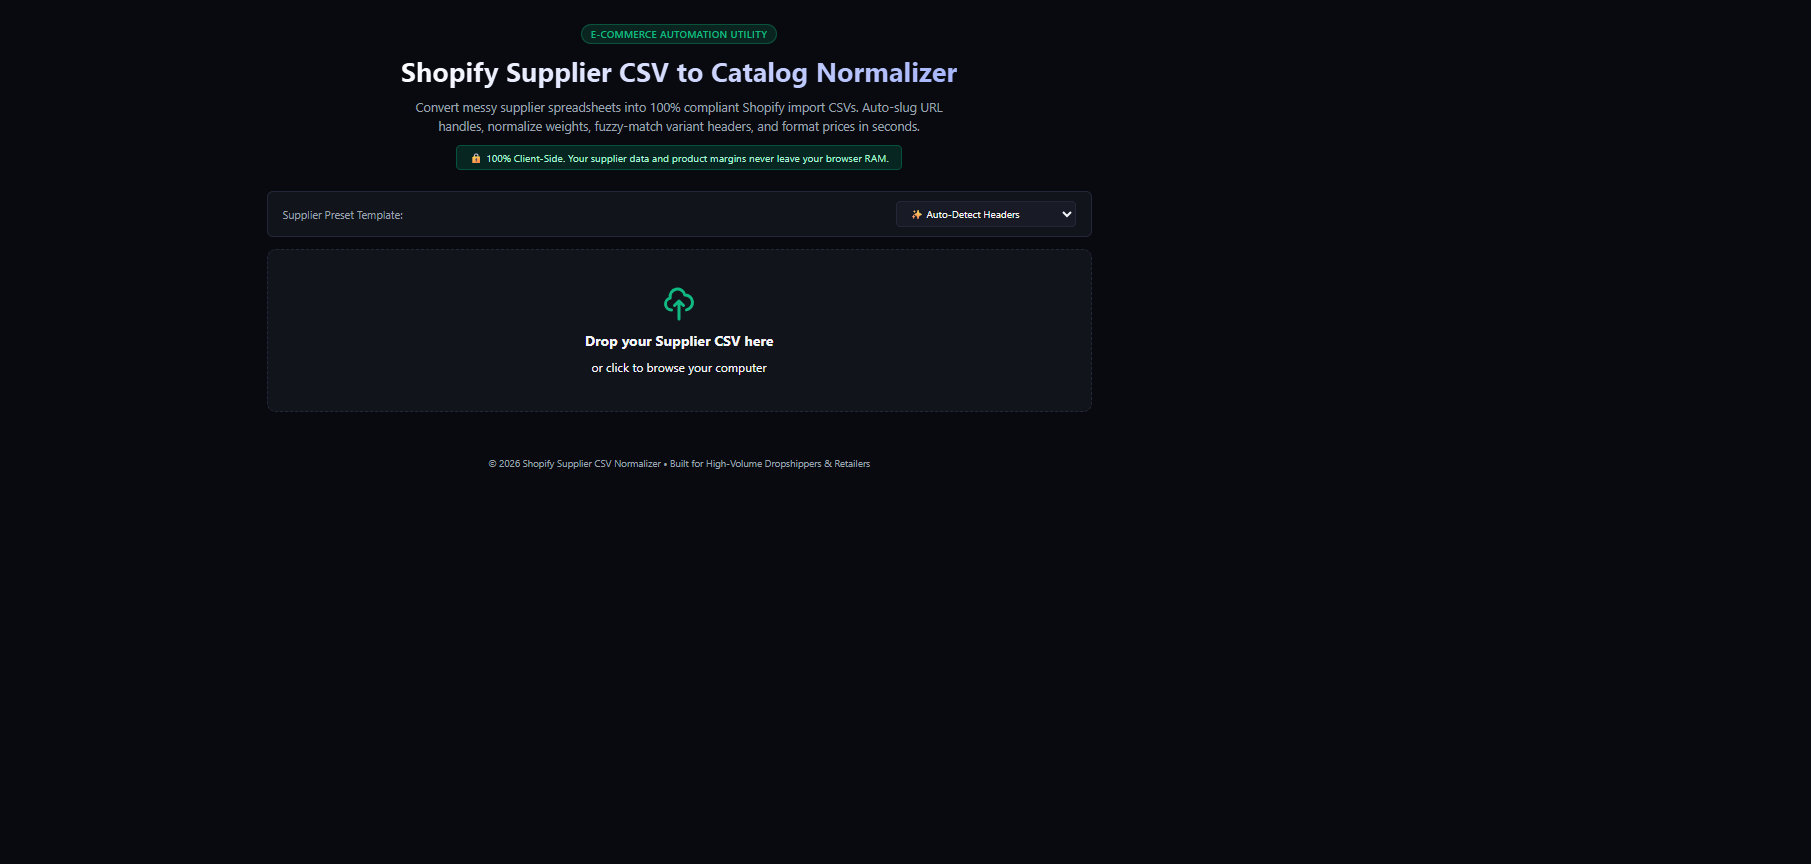 E-COMMERCE AUTOMATION UTILITY
Shopify Supplier CSV to Catalog Normalizer
Convert messy supplier spreadsheets into 100% compliant Shopify import CSVs. Auto-slug URL
handles, normalize weights, fuzzy-match variant headers, and format prices in seconds.
🔒 100% Client-Side. Your supplier data and product margins never leave your browser RAM.
Supplier Preset Template:
✨ Auto-Detect Headers
Drop your Supplier CSV here
or click to browse your computer
© 2026 Shopify Supplier CSV Normalizer • Built for High-Volume Dropshippers & Retailers